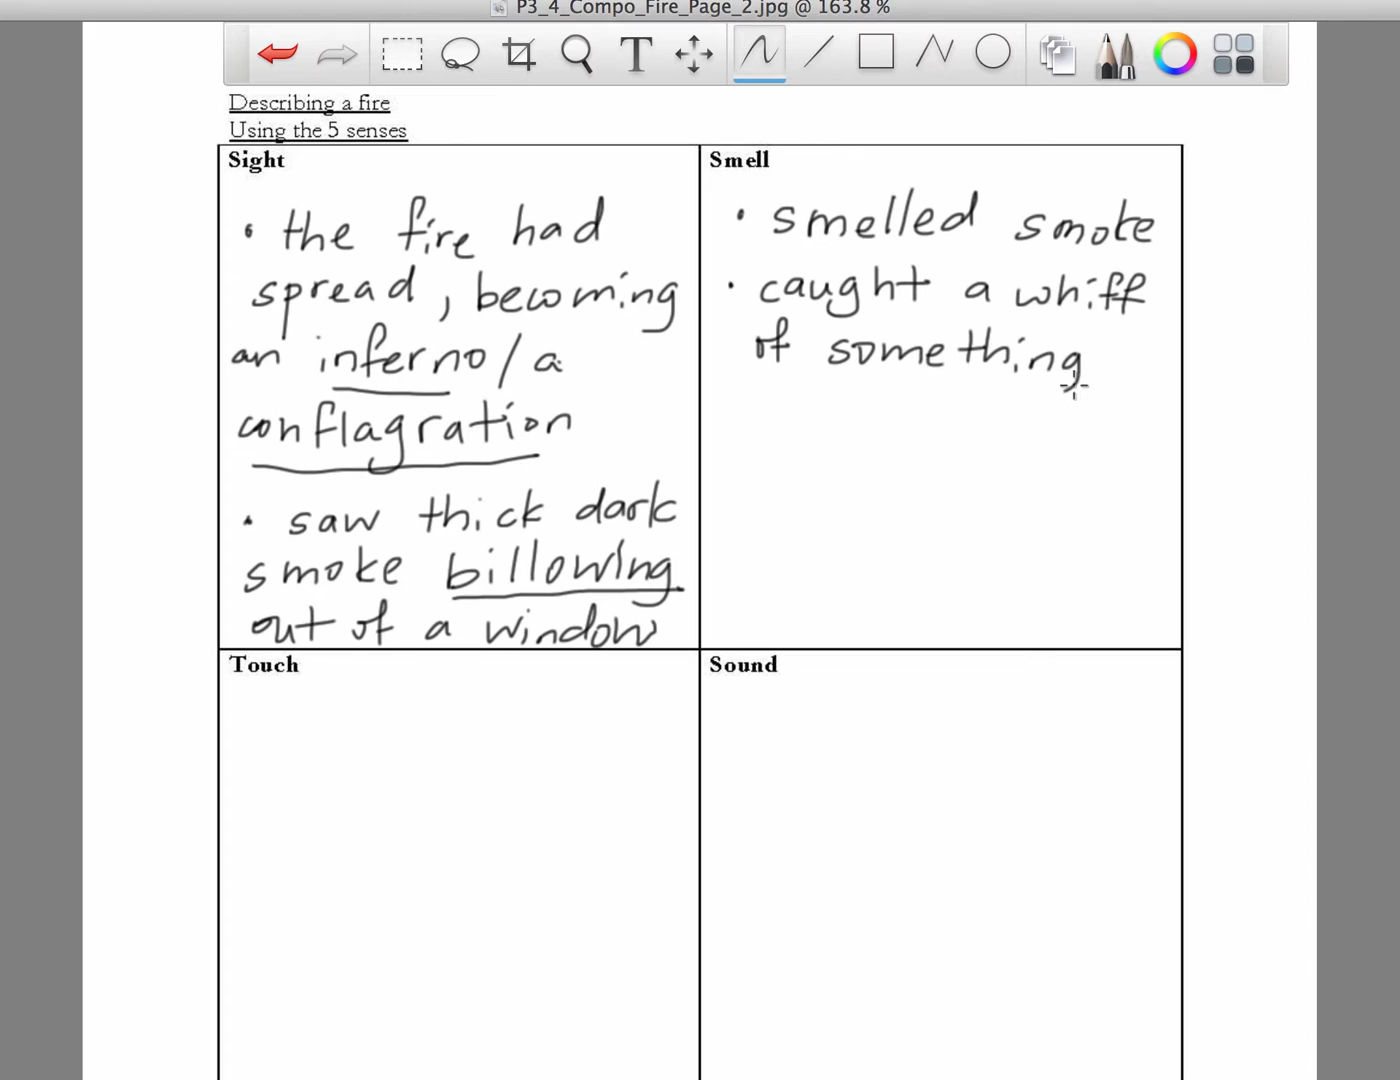 P3_4_Compo_Fire_Page_2.jpg @ 163.8 %
T
Describing a fire
Using the 5 senses
Sight
• the fire had
spread, becoming
an inferno / a
conflagration
• saw thick dark
smoke billowing
out of a window
Smell
• smelled smoke
• caught a whiff
of something
Touch
Sound